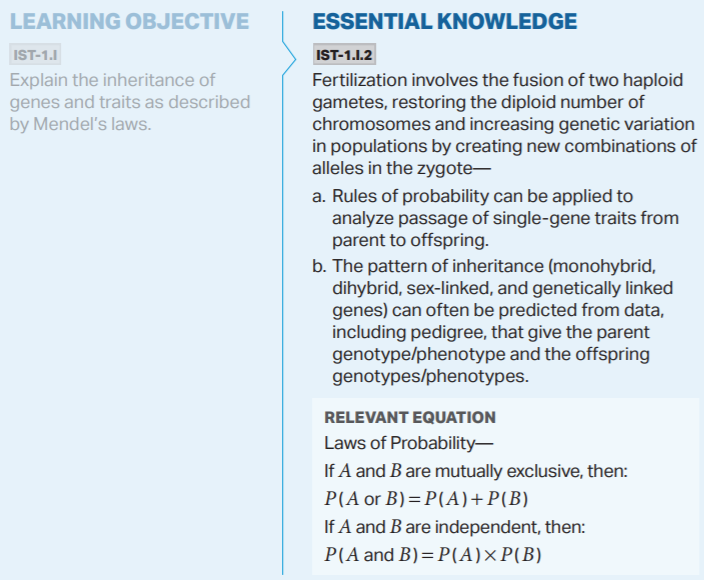 LEARNING OBJECTIVE
IST-1.I
Explain the inheritance of
genes and traits as described
by Mendel's laws.
ESSENTIAL KNOWLEDGE
IST-1.I.2
Fertilization involves the fusion of two haploid
gametes, restoring the diploid number of
chromosomes and increasing genetic variation
in populations by creating new combinations of
alleles in the zygote—
a. Rules of probability can be applied to
analyze passage of single-gene traits from
parent to offspring.
b. The pattern of inheritance (monohybrid,
dihybrid, sex-linked, and genetically linked
genes) can often be predicted from data,
including pedigree, that give the parent
genotype/phenotype and the offspring
genotypes/phenotypes.
RELEVANT EQUATION
Laws of Probability—
If A and B are mutually exclusive, then:
P(A or B)=P(A)+P(B)
If A and B are independent, then:
P(A and B)=P(A)×P(B)